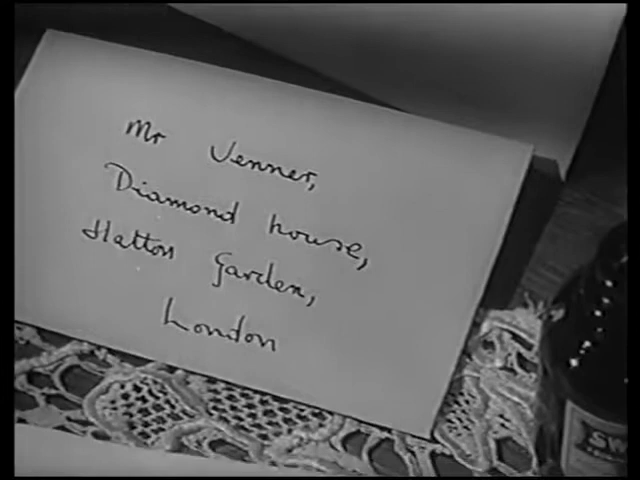 Mr Venner,
Diamond house,
Hatton Garden,
London